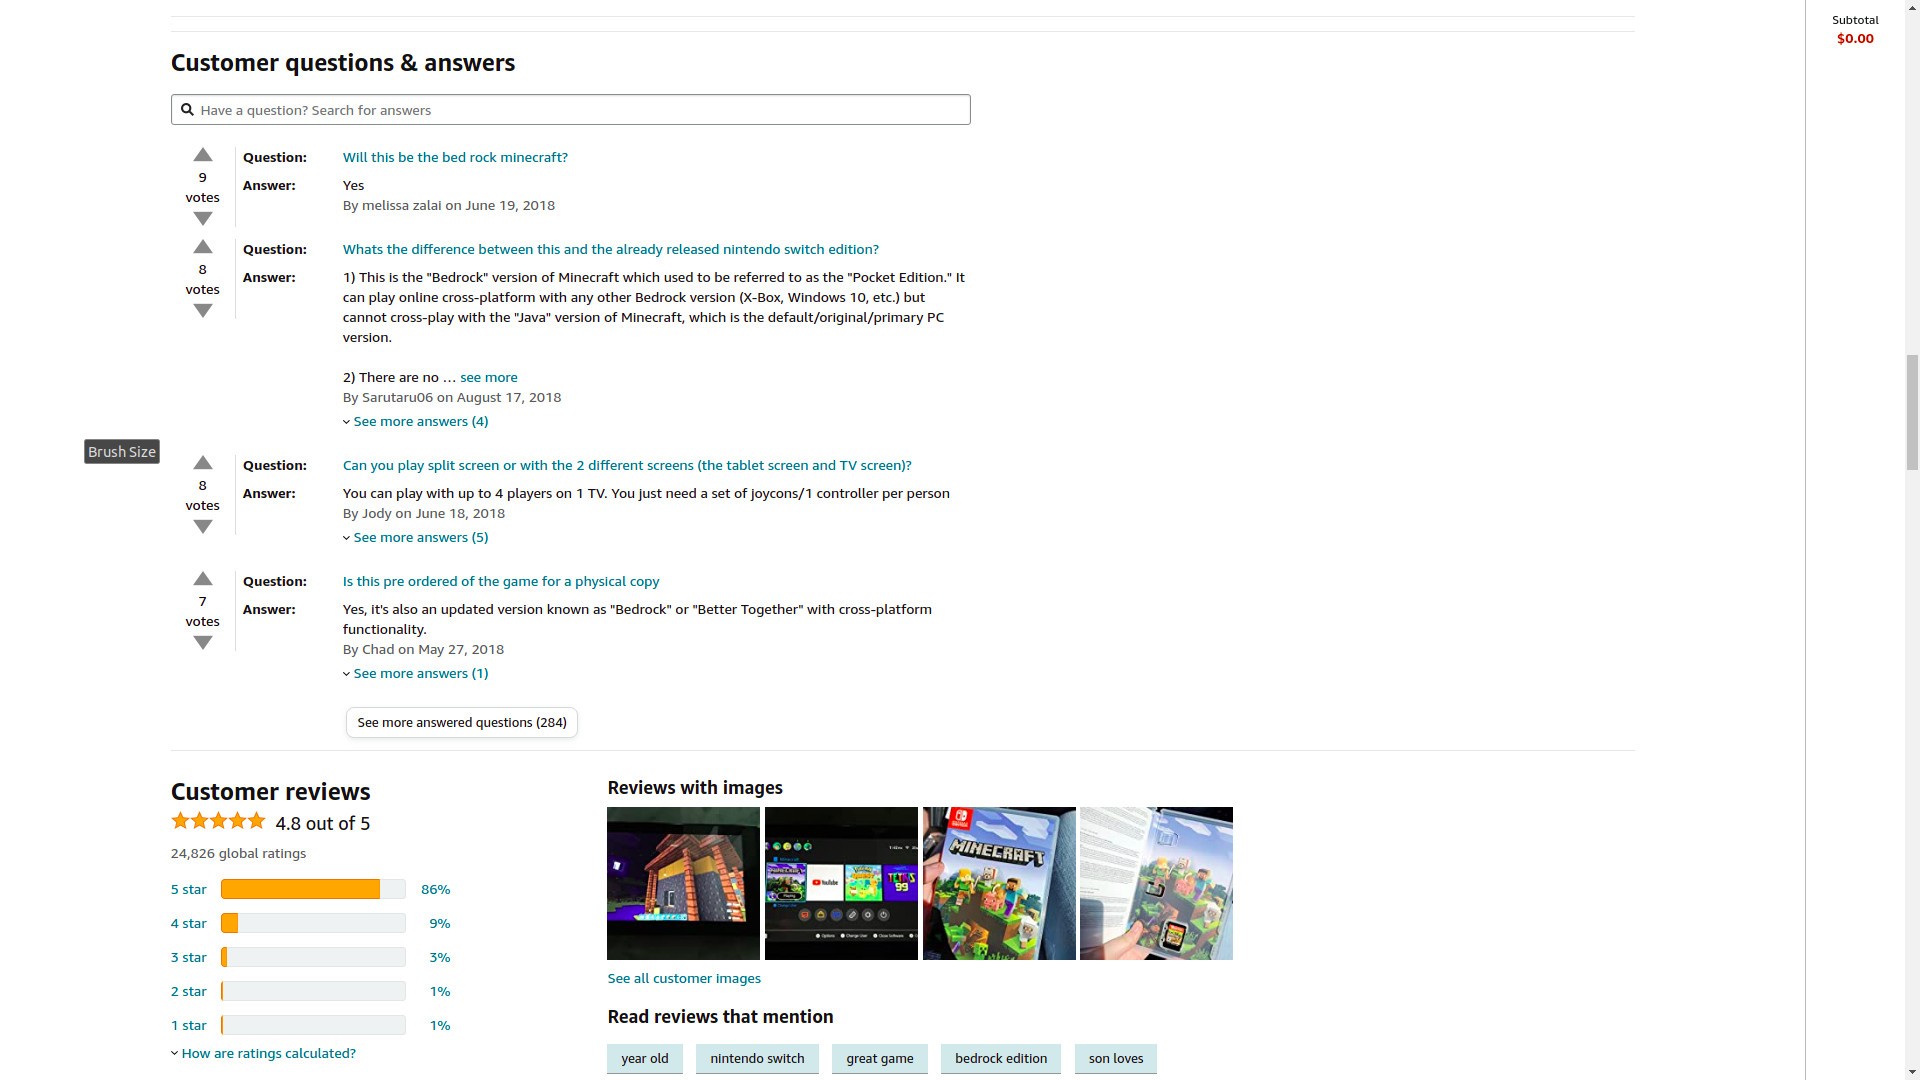 Subtotal
$0.00
Customer questions & answers
Have a question? Search for answers
9
votes
Question: Will this be the bed rock minecraft?
Answer: Yes
By melissa zalai on June 19, 2018
8
votes
Question: Whats the difference between this and the already released nintendo switch edition?
Answer: 1) This is the "Bedrock" version of Minecraft which used to be referred to as the "Pocket Edition." It
can play online cross-platform with any other Bedrock version (X-Box, Windows 10, etc.) but
cannot cross-play with the "Java" version of Minecraft, which is the default/original/primary PC
version.
2) There are no … see more
By Sarutaru06 on August 17, 2018
See more answers (4)
Brush Size
8
votes
Question: Can you play split screen or with the 2 different screens (the tablet screen and TV screen)?
Answer: You can play with up to 4 players on 1 TV. You just need a set of joycons/1 controller per person
By Jody on June 18, 2018
See more answers (5)
7
votes
Question: Is this pre ordered of the game for a physical copy
Answer: Yes, it's also an updated version known as "Bedrock" or "Better Together" with cross-platform
functionality.
By Chad on May 27, 2018
See more answers (1)
See more answered questions (284)
Customer reviews
4.8 out of 5
24,826 global ratings
5 star 86%
4 star 9%
3 star 3%
2 star 1%
1 star 1%
How are ratings calculated?
Reviews with images
YouTube
TETRIS
99
Options Change User Close Software
MINECRAFT
See all customer images
Read reviews that mention
year old
nintendo switch
great game
bedrock edition
son loves